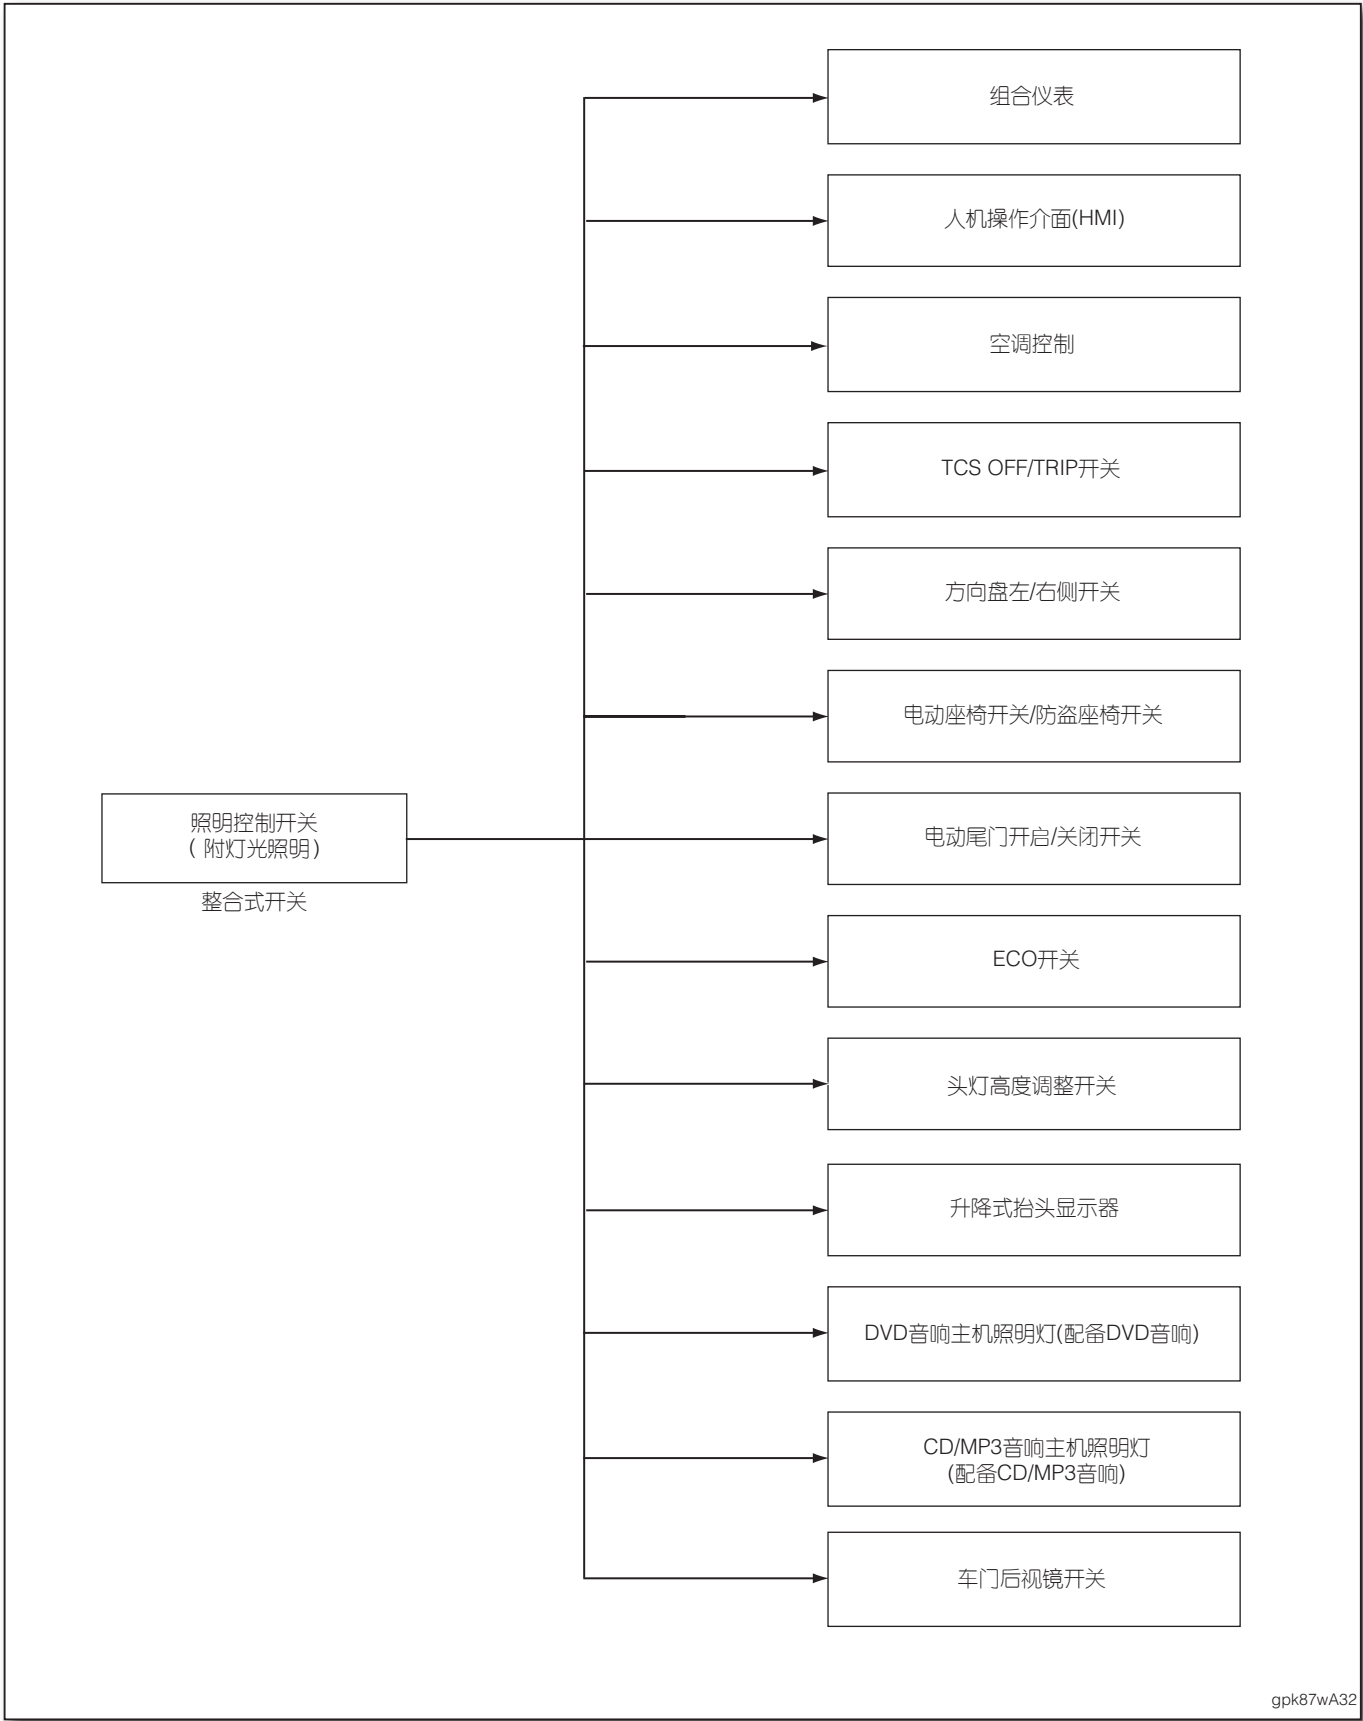 组合仪表
人机操作介面(HMI)
空调控制
TCS OFF/TRIP开关
方向盘左/右侧开关
电动座椅开关/防盗座椅开关
照明控制开关
( 附灯光照明)
整合式开关
电动尾门开启/关闭开关
ECO开关
头灯高度调整开关
升降式抬头显示器
DVD音响主机照明灯(配备DVD音响)
CD/MP3音响主机照明灯
(配备CD/MP3音响)
车门后视镜开关
gpk87wA32